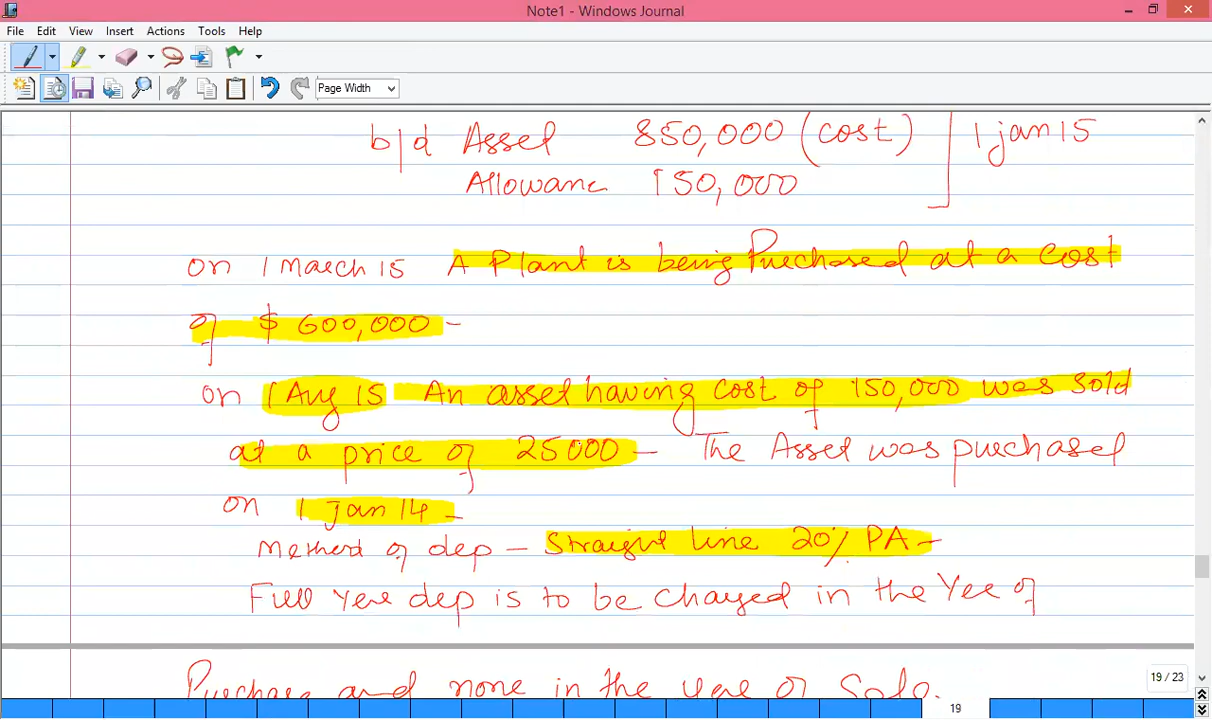 Note1 - Windows Journal
File Edit View Insert Actions Tools Help
Page Width
b/d Asset 850,000 (cost) 1 jan 15
Allowanc 150,000
on 1 March 15 A Plant is being Purchased at a cost
of $ 600,000 -
on 1 Aug 15 An asset having cost of 150,000 was sold
at a price of 25000 - The Asset was purchased
on 1 jan 14 -
Method of dep - Straight line 20% PA -
Full Year dep is to be charged in the Year of
19 / 23
Purchase and none in the year of Sale.
19